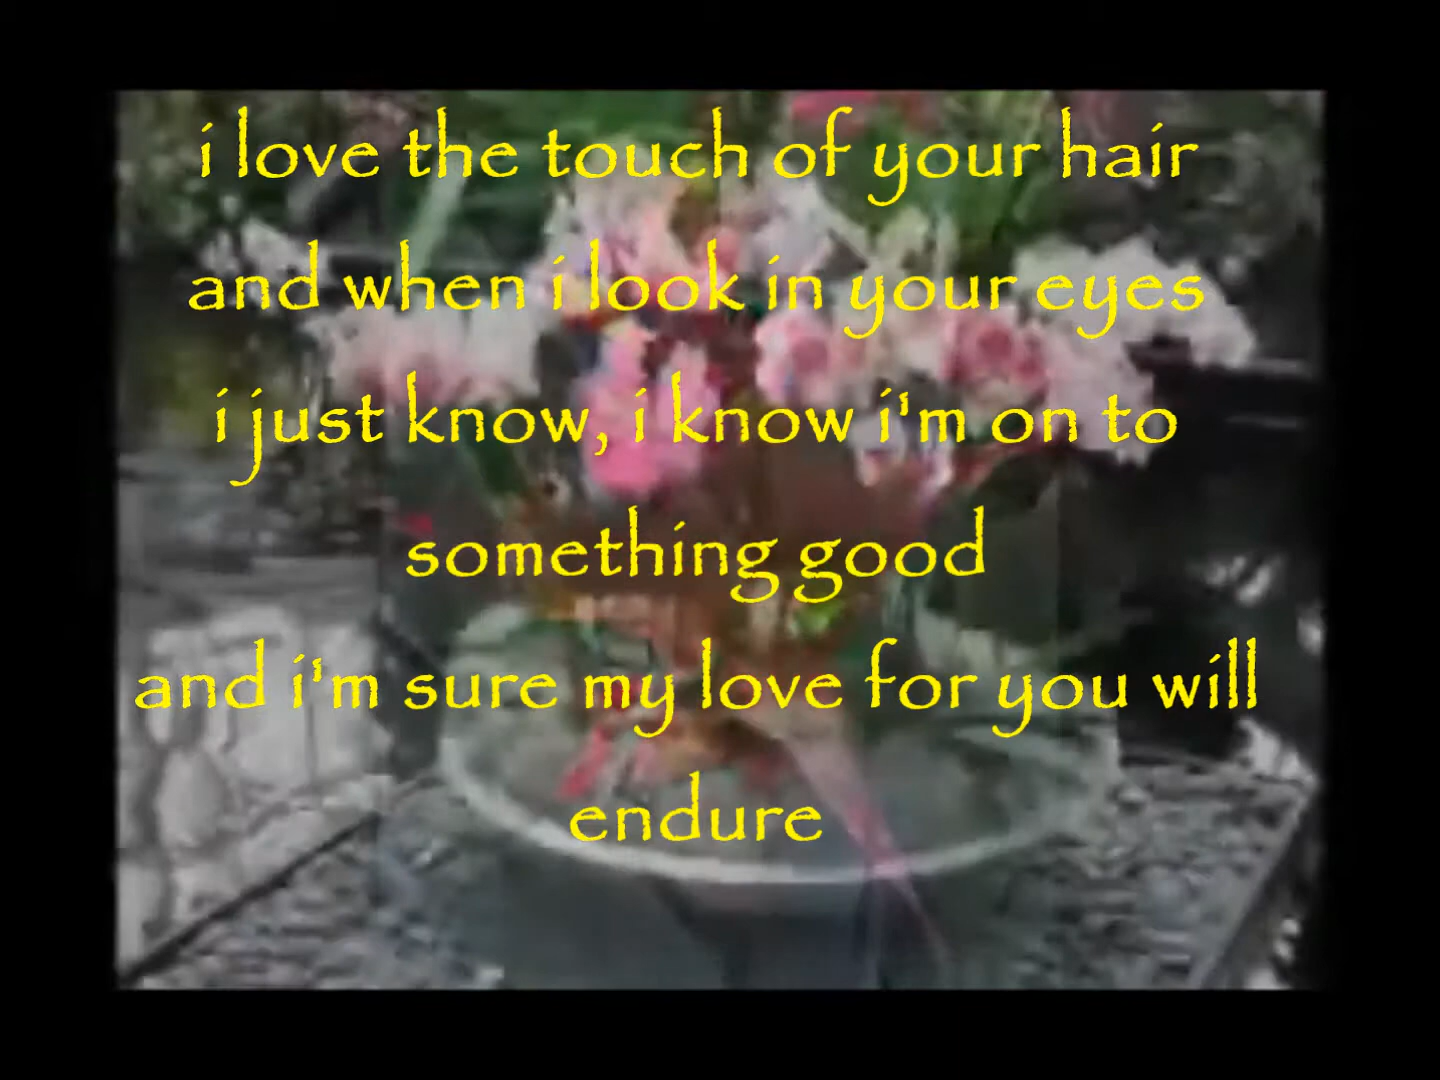 i love the touch of your hair
and when i look in your eyes
i just know, i know i'm on to
something good
and i'm sure my love for you will
endure